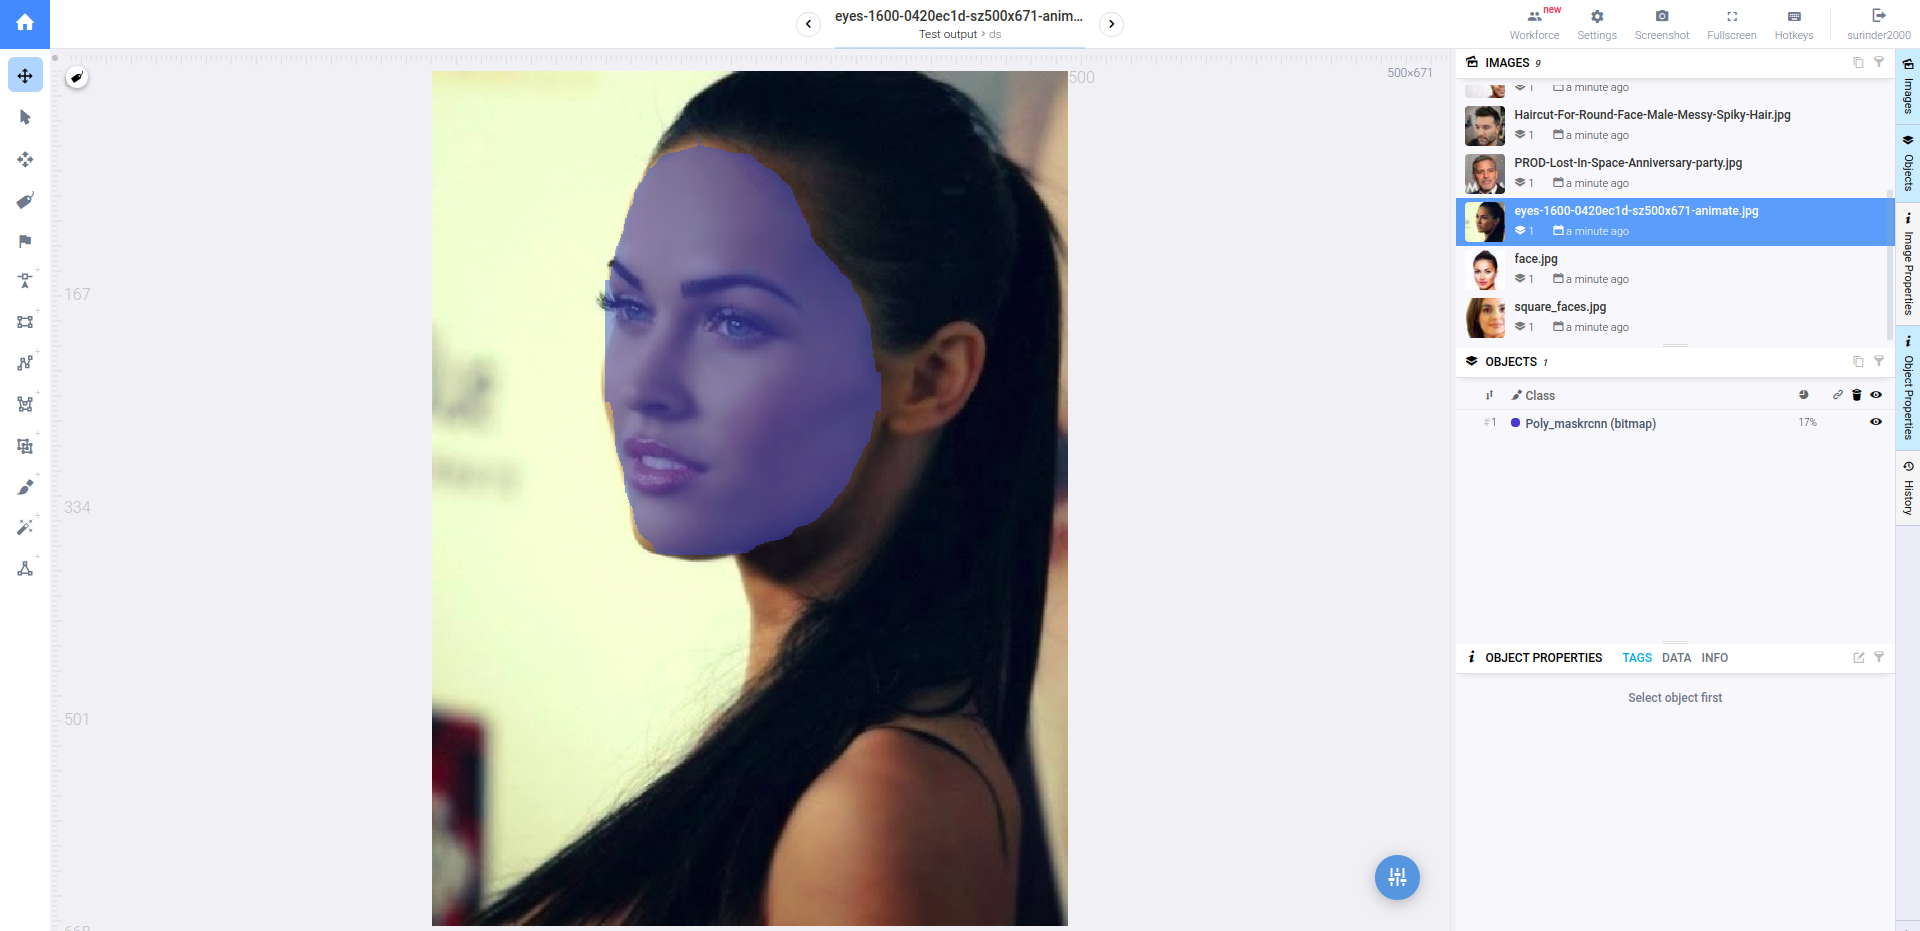 eyes-1600-0420ec1d-sz500x671-anim...
Test output > ds
new
Workforce
Settings
Screenshot
Fullscreen
Hotkeys
surinder2000
500
500×671
167
334
501
668
IMAGES 9
1 a minute ago
Haircut-For-Round-Face-Male-Messy-Spiky-Hair.jpg
1 a minute ago
PROD-Lost-In-Space-Anniversary-party.jpg
1 a minute ago
eyes-1600-0420ec1d-sz500x671-animate.jpg
1 a minute ago
face.jpg
1 a minute ago
square_faces.jpg
1 a minute ago
OBJECTS 1
Class
#1 Poly_maskrcnn (bitmap) 17%
OBJECT PROPERTIES TAGS DATA INFO
Select object first
Images
Objects
Image Properties
Object Properties
History